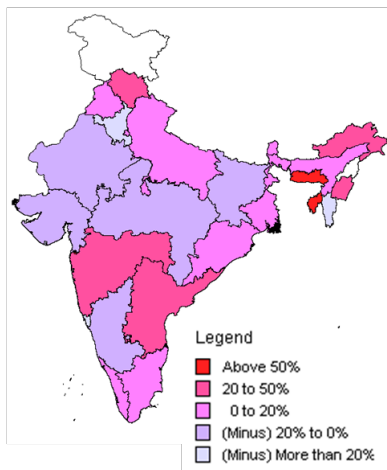 Legend
Above 50%
20 to 50%
0 to 20%
(Minus) 20% to 0%
(Minus) More than 20%